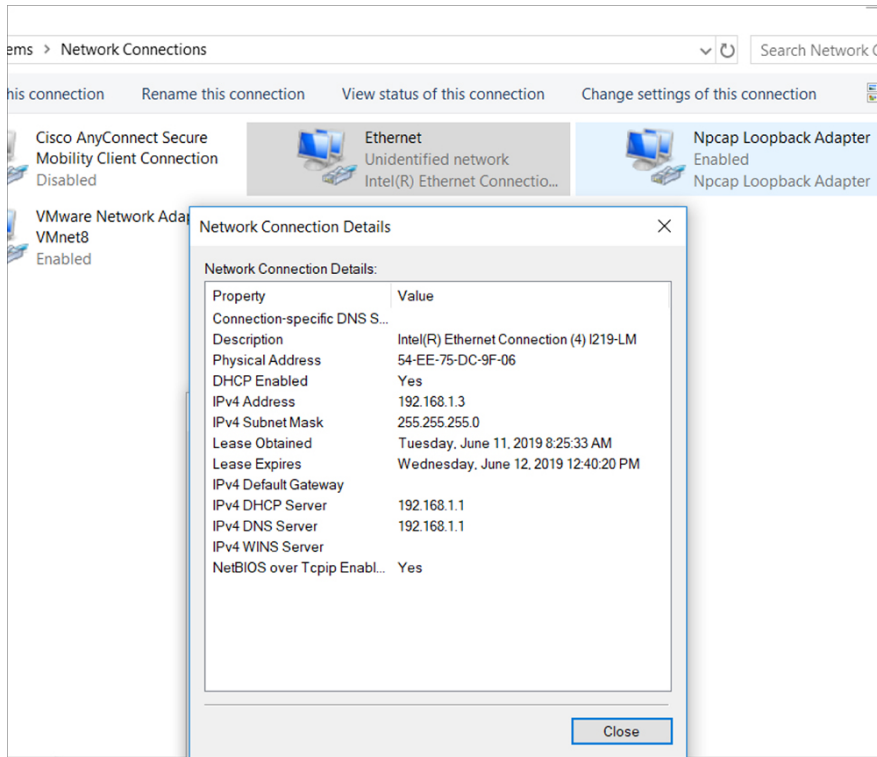 ems > Network Connections
Search Network C
his connection Rename this connection View status of this connection Change settings of this connection
Cisco AnyConnect Secure
Mobility Client Connection
Disabled
Ethernet
Unidentified network
Intel(R) Ethernet Connectio...
Npcap Loopback Adapter
Enabled
Npcap Loopback Adapter
VMware Network Adap
VMnet8
Enabled
Network Connection Details
Network Connection Details:
Property Value
Connection-specific DNS S...
Description Intel(R) Ethernet Connection (4) I219-LM
Physical Address 54-EE-75-DC-9F-06
DHCP Enabled Yes
IPv4 Address 192.168.1.3
IPv4 Subnet Mask 255.255.255.0
Lease Obtained Tuesday, June 11, 2019 8:25:33 AM
Lease Expires Wednesday, June 12, 2019 12:40:20 PM
IPv4 Default Gateway
IPv4 DHCP Server 192.168.1.1
IPv4 DNS Server 192.168.1.1
IPv4 WINS Server
NetBIOS over Tcpip Enabl... Yes
Close